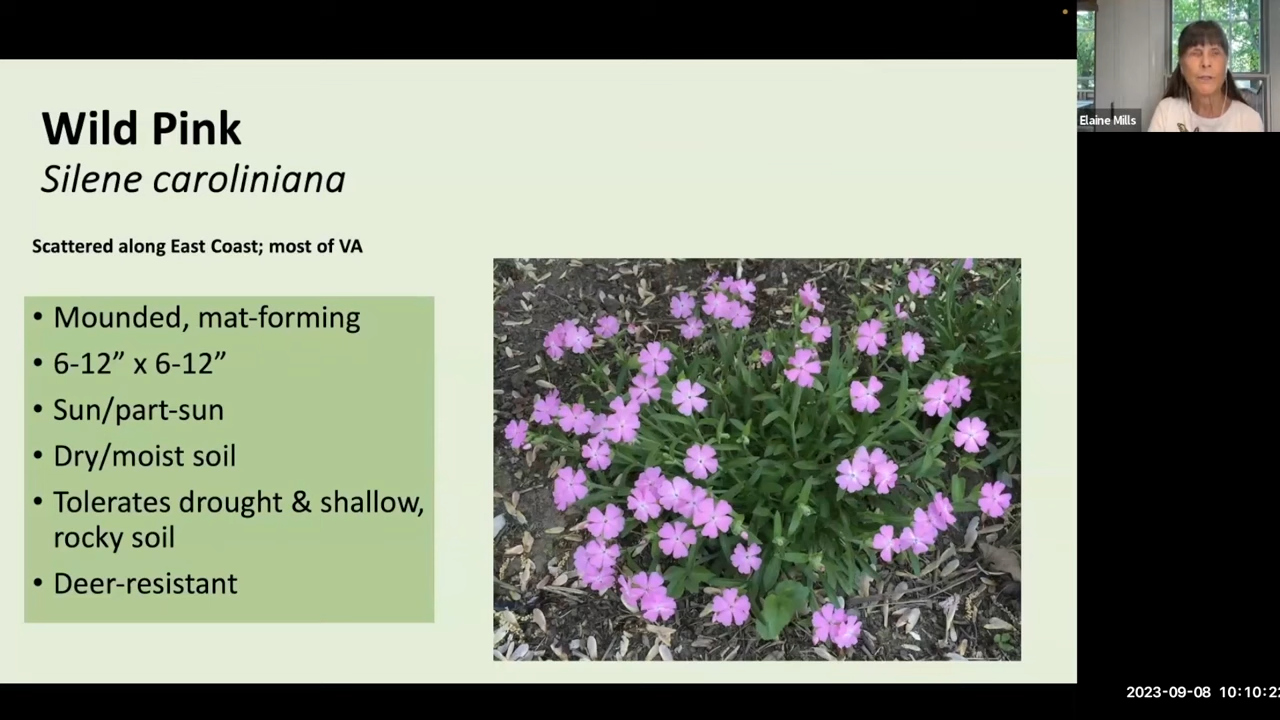 Wild Pink
Silene caroliniana
Scattered along East Coast; most of VA
• Mounded, mat-forming
• 6-12” x 6-12”
• Sun/part-sun
• Dry/moist soil
• Tolerates drought & shallow,
rocky soil
• Deer-resistant
Elaine Mills
2023-09-08 10:10:22